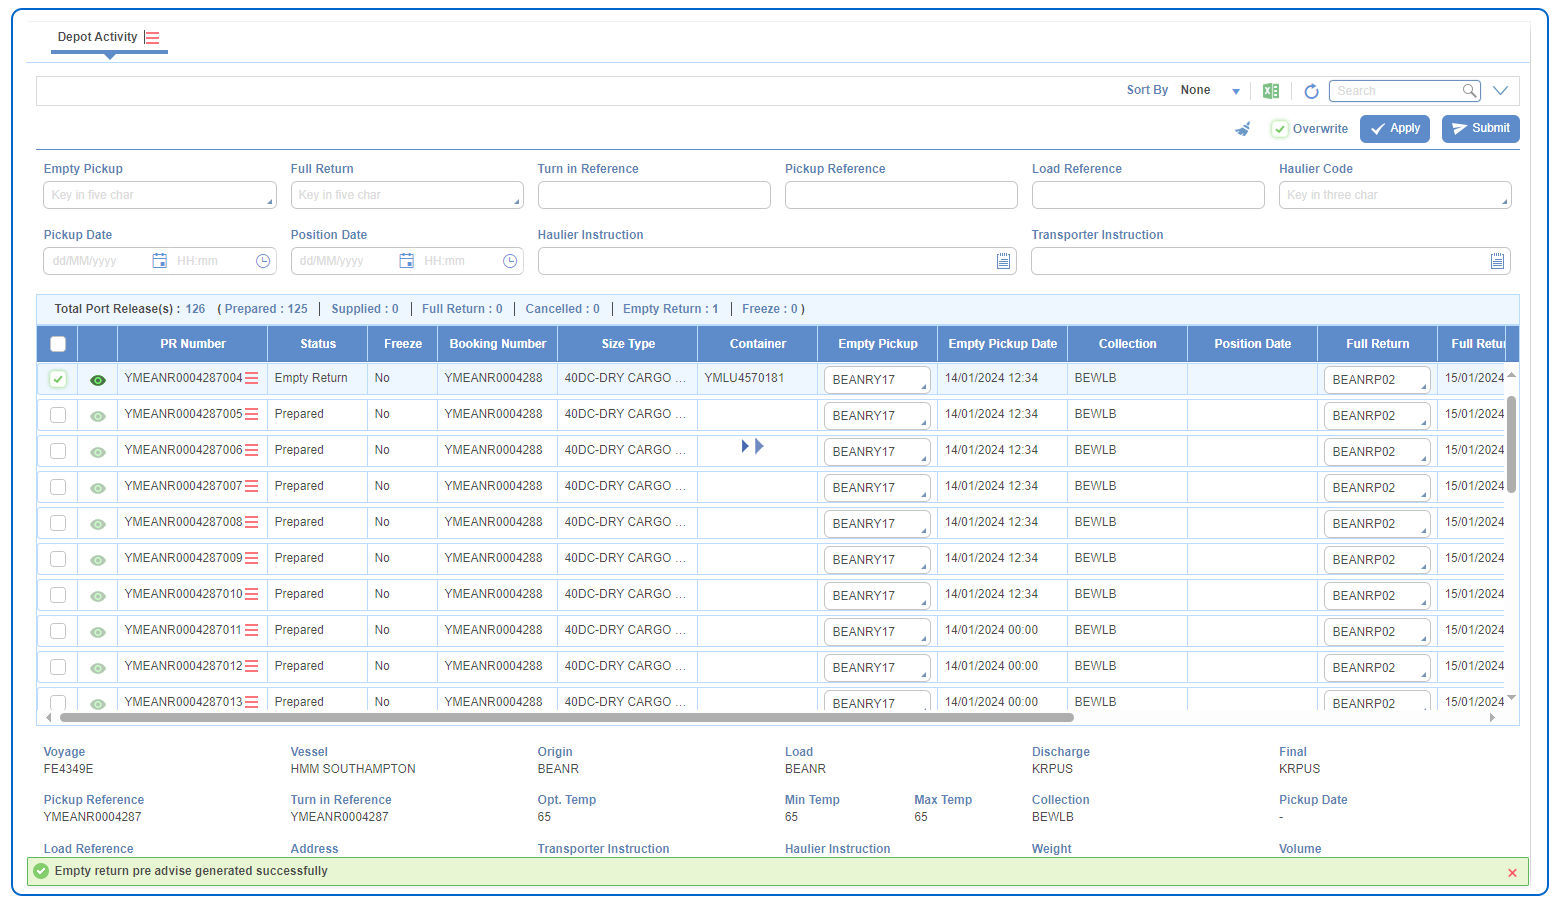 Depot Activity
Sort By None Search
Overwrite Apply Submit
Empty Pickup Full Return Turn in Reference Pickup Reference Load Reference Haulier Code
Key in five char Key in five char Key in three char
Pickup Date Position Date Haulier Instruction Transporter Instruction
dd/MM/yyyy HH:mm dd/MM/yyyy HH:mm
Total Port Release(s) : 126 ( Prepared : 125 | Supplied : 0 | Full Return : 0 | Cancelled : 0 | Empty Return : 1 | Freeze : 0 )
PR Number Status Freeze Booking Number Size Type Container Empty Pickup Empty Pickup Date Collection Position Date Full Return Full Retur
YMEANR0004287004 Empty Return No YMEANR0004288 40DC-DRY CARGO ... YMLU4570181 BEANRY17 14/01/2024 12:34 BEWLB BEANRP02 15/01/2024
YMEANR0004287005 Prepared No YMEANR0004288 40DC-DRY CARGO ... BEANRY17 14/01/2024 12:34 BEWLB BEANRP02 15/01/2024
YMEANR0004287006 Prepared No YMEANR0004288 40DC-DRY CARGO ... BEANRY17 14/01/2024 12:34 BEWLB BEANRP02 15/01/2024
YMEANR0004287007 Prepared No YMEANR0004288 40DC-DRY CARGO ... BEANRY17 14/01/2024 12:34 BEWLB BEANRP02 15/01/2024
YMEANR0004287008 Prepared No YMEANR0004288 40DC-DRY CARGO ... BEANRY17 14/01/2024 12:34 BEWLB BEANRP02 15/01/2024
YMEANR0004287009 Prepared No YMEANR0004288 40DC-DRY CARGO ... BEANRY17 14/01/2024 12:34 BEWLB BEANRP02 15/01/2024
YMEANR0004287010 Prepared No YMEANR0004288 40DC-DRY CARGO ... BEANRY17 14/01/2024 12:34 BEWLB BEANRP02 15/01/2024
YMEANR0004287011 Prepared No YMEANR0004288 40DC-DRY CARGO ... BEANRY17 14/01/2024 00:00 BEWLB BEANRP02 15/01/2024
YMEANR0004287012 Prepared No YMEANR0004288 40DC-DRY CARGO ... BEANRY17 14/01/2024 00:00 BEWLB BEANRP02 15/01/2024
YMEANR0004287013 Prepared No YMEANR0004288 40DC-DRY CARGO ... BEANRY17 14/01/2024 00:00 BEWLB BEANRP02 15/01/2024
Voyage Vessel Origin Load Discharge Final
FE4349E HMM SOUTHAMPTON BEANR BEANR KRPUS KRPUS
Pickup Reference Turn in Reference Opt. Temp Min Temp Max Temp Collection Pickup Date
YMEANR0004287 YMEANR0004287 65 65 65 BEWLB -
Load Reference Address Transporter Instruction Haulier Instruction Weight Volume
Empty return pre advise generated successfully